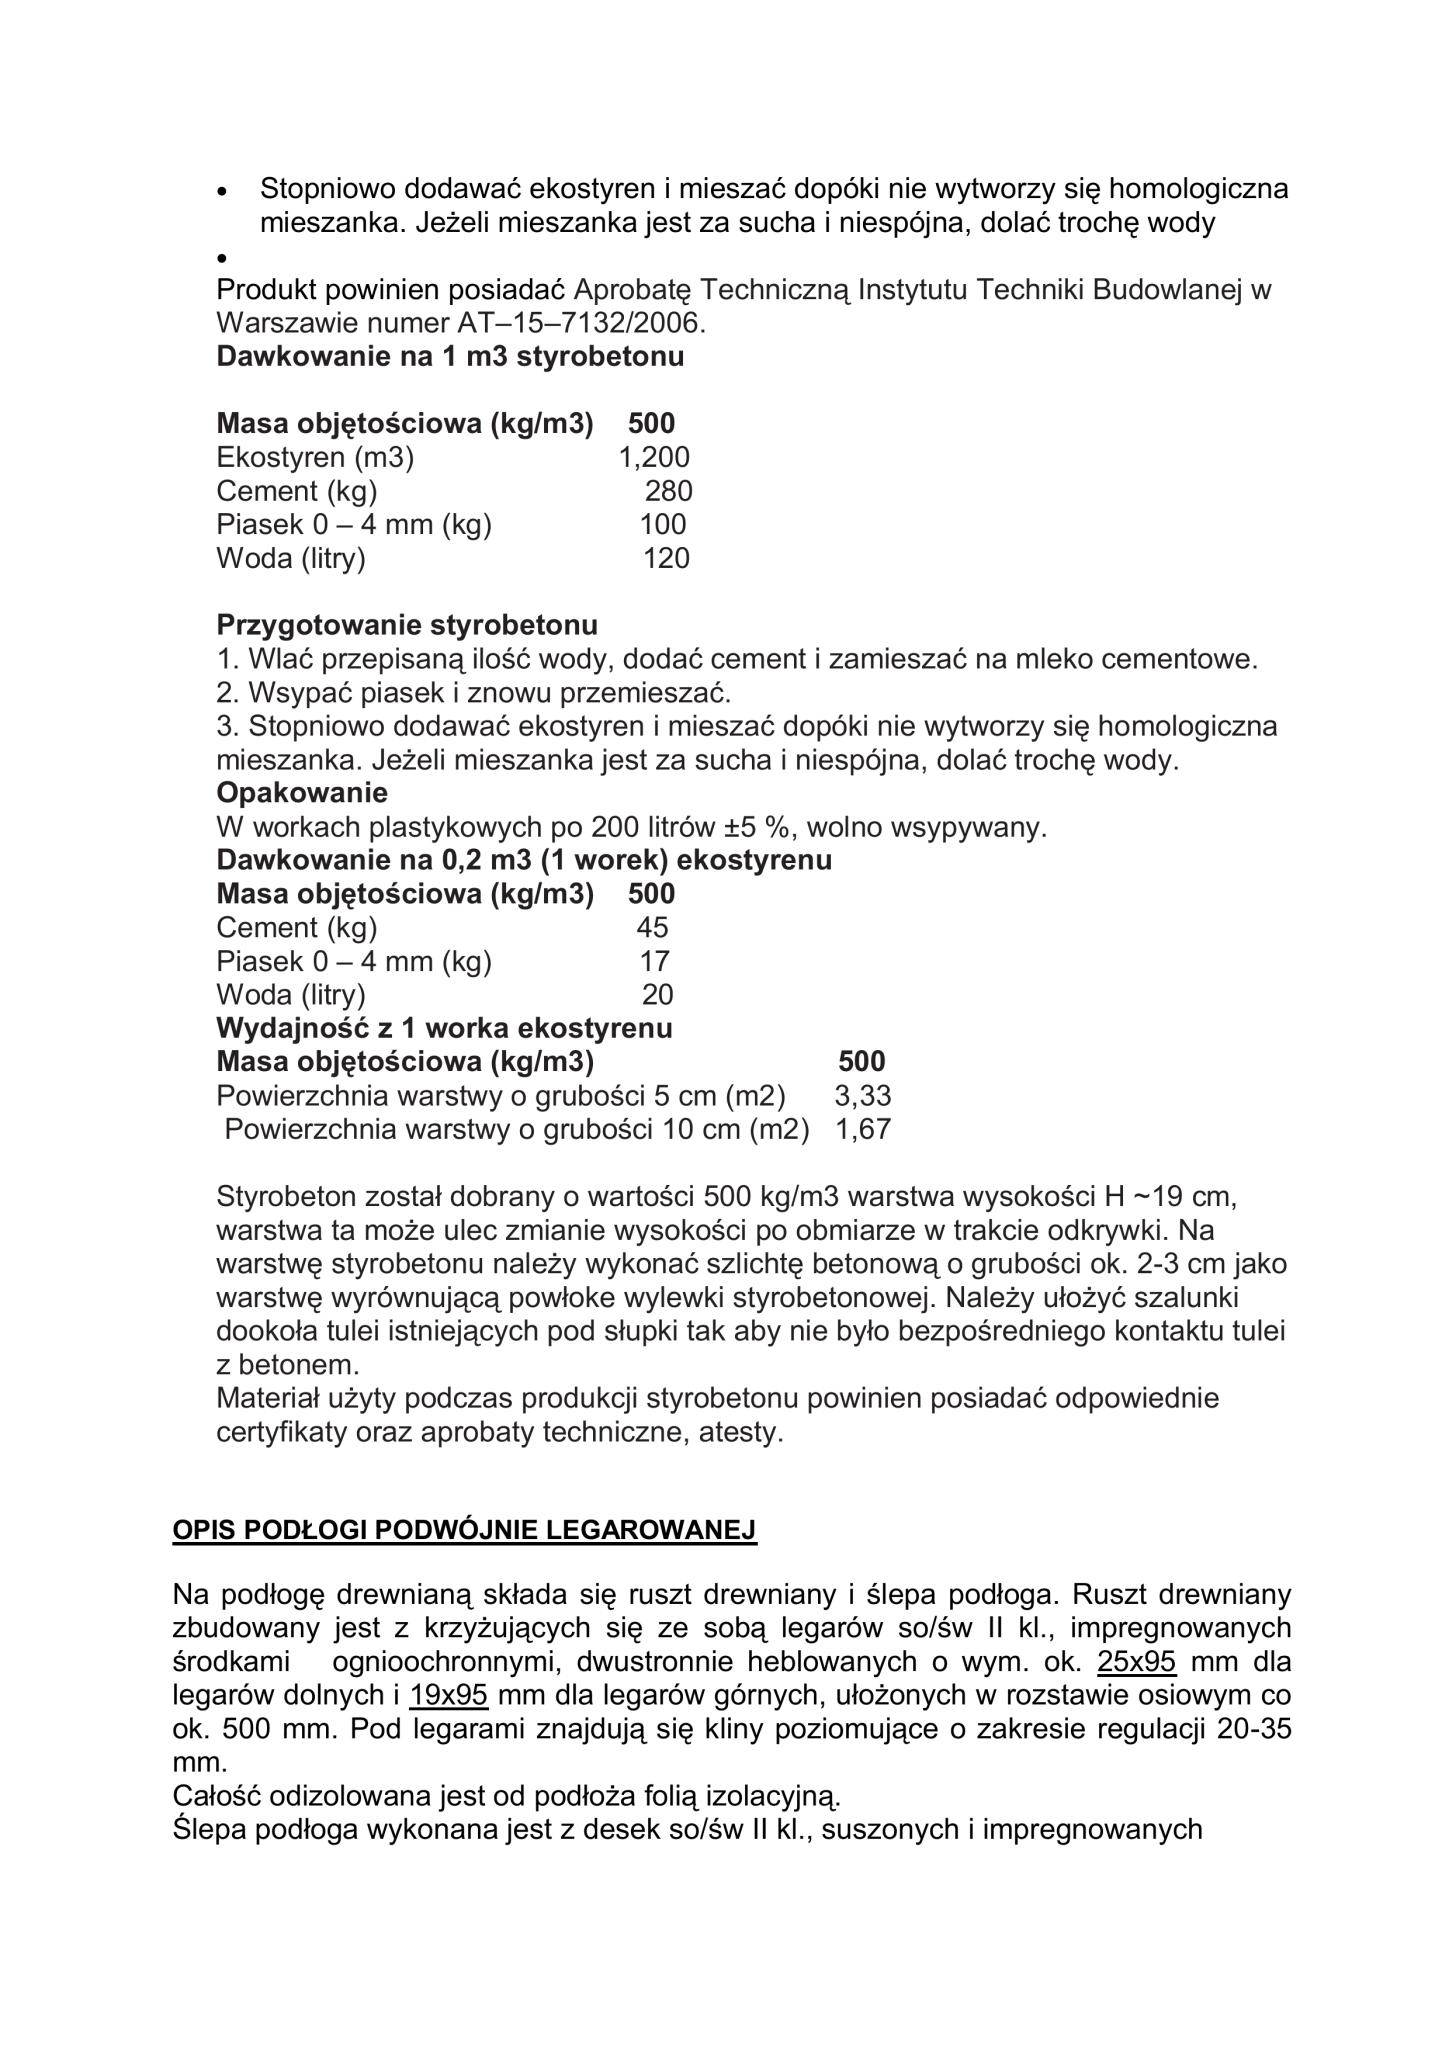 • Stopniowo dodawać ekostyren i mieszać dopóki nie wytworzy się homologiczna
mieszanka. Jeżeli mieszanka jest za sucha i niespójna, dolać trochę wody
•
Produkt powinien posiadać Aprobatę Techniczną Instytutu Techniki Budowlanej w
Warszawie numer AT–15–7132/2006.
Dawkowanie na 1 m3 styrobetonu
Masa objętościowa (kg/m3) 500
Ekostyren (m3) 1,200
Cement (kg) 280
Piasek 0 – 4 mm (kg) 100
Woda (litry) 120
Przygotowanie styrobetonu
1. Wlać przepisaną ilość wody, dodać cement i zamieszać na mleko cementowe.
2. Wsypać piasek i znowu przemieszać.
3. Stopniowo dodawać ekostyren i mieszać dopóki nie wytworzy się homologiczna
mieszanka. Jeżeli mieszanka jest za sucha i niespójna, dolać trochę wody.
Opakowanie
W workach plastykowych po 200 litrów ±5 %, wolno wsypywany.
Dawkowanie na 0,2 m3 (1 worek) ekostyrenu
Masa objętościowa (kg/m3) 500
Cement (kg) 45
Piasek 0 – 4 mm (kg) 17
Woda (litry) 20
Wydajność z 1 worka ekostyrenu
Masa objętościowa (kg/m3) 500
Powierzchnia warstwy o grubości 5 cm (m2) 3,33
Powierzchnia warstwy o grubości 10 cm (m2) 1,67
Styrobeton został dobrany o wartości 500 kg/m3 warstwa wysokości H ~19 cm,
warstwa ta może ulec zmianie wysokości po obmiarze w trakcie odkrywki. Na
warstwę styrobetonu należy wykonać szlichtę betonową o grubości ok. 2-3 cm jako
warstwę wyrównującą powłoke wylewki styrobetonowej. Należy ułożyć szalunki
dookoła tulei istniejących pod słupki tak aby nie było bezpośredniego kontaktu tulei
z betonem.
Materiał użyty podczas produkcji styrobetonu powinien posiadać odpowiednie
certyfikaty oraz aprobaty techniczne, atesty.
OPIS PODŁOGI PODWÓJNIE LEGAROWANEJ
Na podłogę drewnianą składa się ruszt drewniany i ślepa podłoga. Ruszt drewniany
zbudowany jest z krzyżujących się ze sobą legarów so/św II kl., impregnowanych
środkami ognioochronnymi, dwustronnie heblowanych o wym. ok. 25x95 mm dla
legarów dolnych i 19x95 mm dla legarów górnych, ułożonych w rozstawie osiowym co
ok. 500 mm. Pod legarami znajdują się kliny poziomujące o zakresie regulacji 20-35
mm.
Całość odizolowana jest od podłoża folią izolacyjną.
Ślepa podłoga wykonana jest z desek so/św II kl., suszonych i impregnowanych